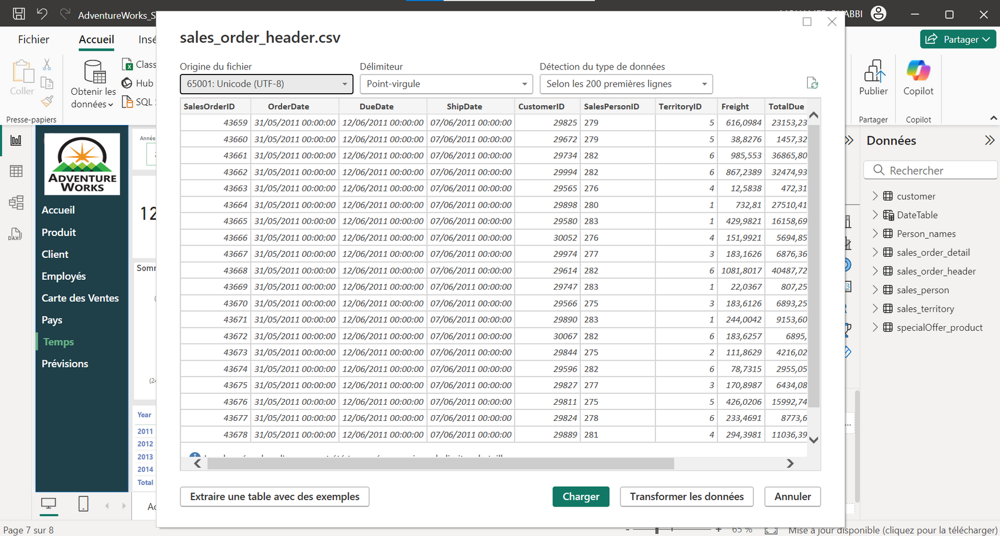 AdventureWorks_S
Fichier
Accueil
Insé
Partager
Coller
Obtenir les
données
Class
Hub
SQL
Presse-papiers
Publier
Copilot
Partager
Copilot
sales_order_header.csv
Origine du fichier
Délimiteur
Détection du type de données
65001: Unicode (UTF-8)
Point-virgule
Selon les 200 premières lignes
SalesOrderID OrderDate DueDate ShipDate CustomerID SalesPersonID TerritoryID Freight TotalDue
43659 31/05/2011 00:00:00 12/06/2011 00:00:00 07/06/2011 00:00:00 29825 279 5 616,0984 23153,23
43660 31/05/2011 00:00:00 12/06/2011 00:00:00 07/06/2011 00:00:00 29672 279 5 38,8276 1457,32
43661 31/05/2011 00:00:00 12/06/2011 00:00:00 07/06/2011 00:00:00 29734 282 6 985,553 36865,80
43662 31/05/2011 00:00:00 12/06/2011 00:00:00 07/06/2011 00:00:00 29994 282 6 867,2389 32474,93
43663 31/05/2011 00:00:00 12/06/2011 00:00:00 07/06/2011 00:00:00 29565 276 4 12,5838 472,31
43664 31/05/2011 00:00:00 12/06/2011 00:00:00 07/06/2011 00:00:00 29898 280 1 732,81 27510,41
43665 31/05/2011 00:00:00 12/06/2011 00:00:00 07/06/2011 00:00:00 29580 283 1 429,9821 16158,69
43666 31/05/2011 00:00:00 12/06/2011 00:00:00 07/06/2011 00:00:00 30052 276 4 151,9921 5694,85
43667 31/05/2011 00:00:00 12/06/2011 00:00:00 07/06/2011 00:00:00 29974 277 3 183,1626 6876,36
43668 31/05/2011 00:00:00 12/06/2011 00:00:00 07/06/2011 00:00:00 29614 282 6 1081,8017 40487,72
43669 31/05/2011 00:00:00 12/06/2011 00:00:00 07/06/2011 00:00:00 29747 283 1 22,0367 807,25
43670 31/05/2011 00:00:00 12/06/2011 00:00:00 07/06/2011 00:00:00 29566 275 3 183,6126 6893,25
43671 31/05/2011 00:00:00 12/06/2011 00:00:00 07/06/2011 00:00:00 29890 283 1 244,0042 9153,60
43672 31/05/2011 00:00:00 12/06/2011 00:00:00 07/06/2011 00:00:00 30067 282 6 183,6257 6895,
43673 31/05/2011 00:00:00 12/06/2011 00:00:00 07/06/2011 00:00:00 29844 275 2 111,8629 4216,02
43674 31/05/2011 00:00:00 12/06/2011 00:00:00 07/06/2011 00:00:00 29596 282 6 78,7315 2955,05
43675 31/05/2011 00:00:00 12/06/2011 00:00:00 07/06/2011 00:00:00 29827 277 3 170,8987 6434,08
43676 31/05/2011 00:00:00 12/06/2011 00:00:00 07/06/2011 00:00:00 29811 275 5 426,0206 15992,74
43677 31/05/2011 00:00:00 12/06/2011 00:00:00 07/06/2011 00:00:00 29824 278 6 233,4691 8773,6
43678 31/05/2011 00:00:00 12/06/2011 00:00:00 07/06/2011 00:00:00 29889 281 4 294,3981 11036,39
Extraire une table avec des exemples
Charger
Transformer les données
Annuler
DAX
ADVENTURE
WORKS
Accueil
Produit
Client
Employés
Carte des Ventes
Pays
Temps
Prévisions
Année
12
Somm
(24
Year
2011
2012
2013
2014
Total
Ac
Données
Rechercher
customer
DateTable
Person_names
sales_order_detail
sales_order_header
sales_person
sales_territory
specialOffer_product
Page 7 sur 8
- + 65 %
Mise à jour disponible (cliquez pour la télécharger)